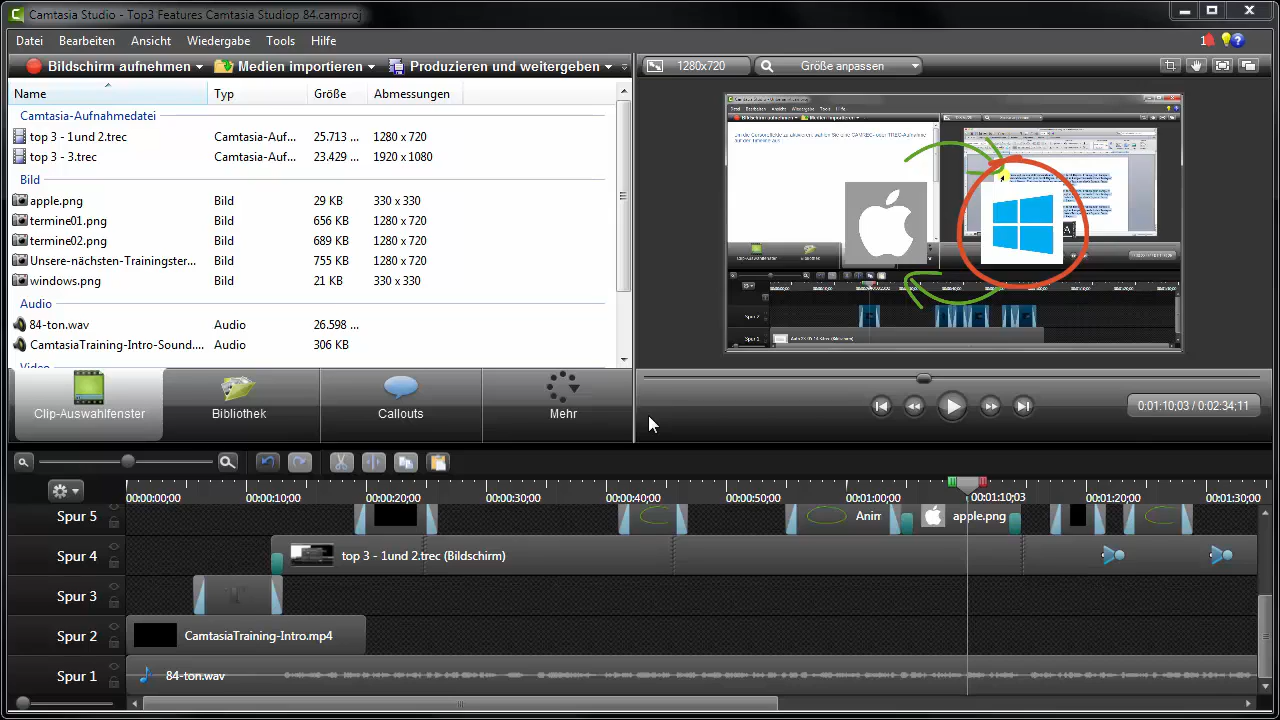 Camtasia Studio - Top3 Features Camtasia Studiop 84.camproj
Datei Bearbeiten Ansicht Wiedergabe Tools Hilfe
1
Bildschirm aufnehmen Medien importieren Produzieren und weitergeben
1280x720 Größe anpassen
Name Typ Größe Abmessungen
Camtasia-Aufnahmedatei
top 3 - 1und 2.trec Camtasia-Auf... 7.713 ... 1280 x 720
top 3 - 3.trec Camtasia-Auf... 23.429 ... 1920 x 1080
Bild
apple.png Bild 29 KB 330 x 330
termine01.png Bild 656 KB 1280 x 720
termine02.png Bild 689 KB 1280 x 720
Unsere-nächsten-Trainingster... Bild 755 KB 1280 x 720
windows.png Bild 21 KB 330 x 330
Audio
84-ton.wav Audio 26.598 ...
CamtasiaTraining-Intro-Sound.... Audio 306 KB
Video
Clip-Auswahlfenster Bibliothek Callouts Mehr
0:01:10;03 / 0:02:34;11
00:00:00;00 00:00:10;00 00:00:20;00 00:00:30;00 00:00:40;00 00:00:50;00 00:01:00;00 00:01:10;03 00:01:20;00 00:01:30;00
Spur 5 Anim apple.png
Spur 4 top 3 - 1und 2.trec (Bildschirm)
Spur 3
Spur 2 CamtasiaTraining-Intro.mp4
Spur 1 84-ton.wav